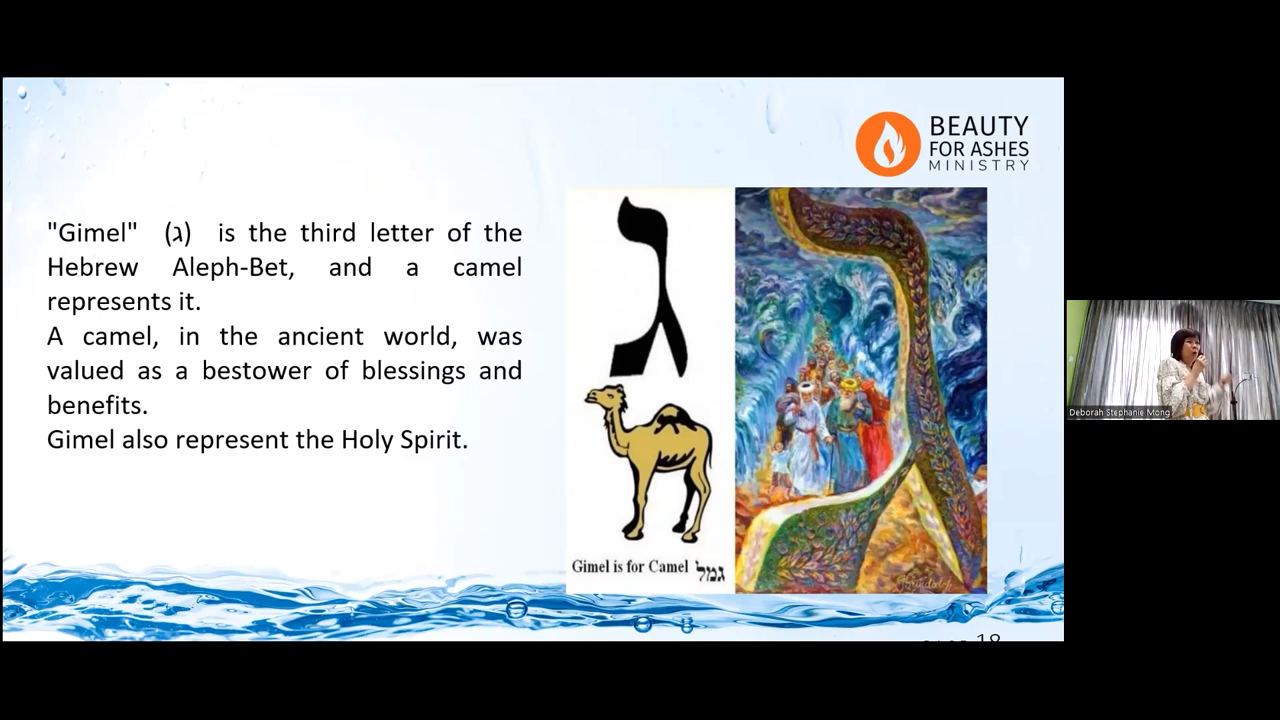 BEAUTY
FOR ASHES
MINISTRY
"Gimel" (ג) is the third letter of the
Hebrew Aleph-Bet, and a camel
represents it.
A camel, in the ancient world, was
valued as a bestower of blessings and
benefits.
Gimel also represent the Holy Spirit.
Gimel is for Camel גמל
Deborah Stephanie Mong
18